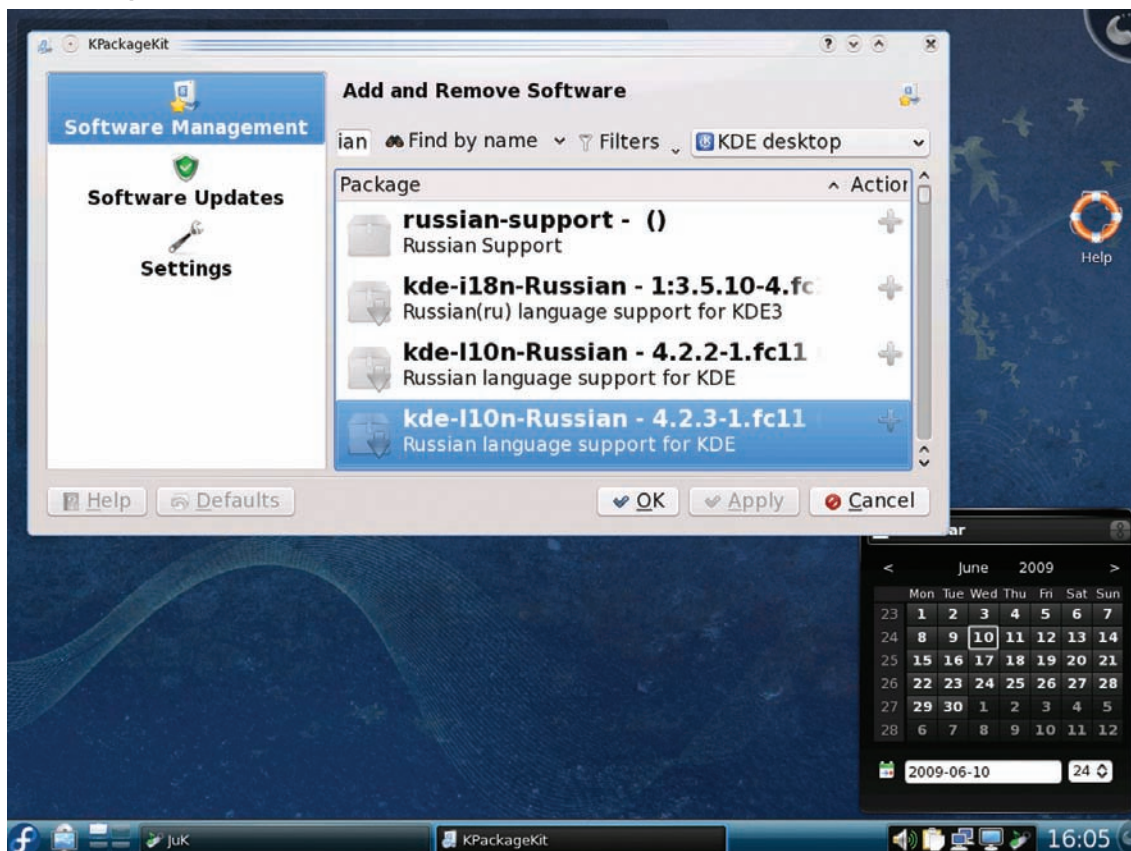 KPackageKit
Software Management
Software Updates
Settings
Add and Remove Software
ian Find by name Filters KDE desktop
Package Action
russian-support - ()
Russian Support
kde-i18n-Russian - 1:3.5.10-4.fc
Russian(ru) language support for KDE3
kde-l10n-Russian - 4.2.2-1.fc11
Russian language support for KDE
kde-l10n-Russian - 4.2.3-1.fc11
Russian language support for KDE
Help Defaults OK Apply Cancel
Help
ar
< June 2009 >
Mon Tue Wed Thu Fri Sat Sun
23 1 2 3 4 5 6 7
24 8 9 10 11 12 13 14
25 15 16 17 18 19 20 21
26 22 23 24 25 26 27 28
27 29 30 1 2 3 4 5
28 6 7 8 9 10 11 12
2009-06-10 24
JuK KPackageKit 16:05